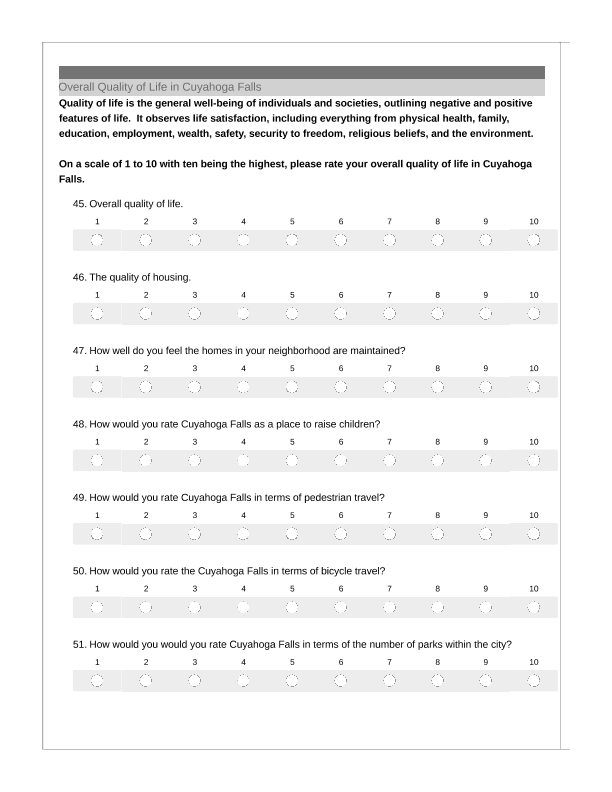 Overall Quality of Life in Cuyahoga Falls
Quality of life is the general well-being of individuals and societies, outlining negative and positive
features of life.  It observes life satisfaction, including everything from physical health, family,
education, employment, wealth, safety, security to freedom, religious beliefs, and the environment.
On a scale of 1 to 10 with ten being the highest, please rate your overall quality of life in Cuyahoga
Falls.
45. Overall quality of life.
1 2 3 4 5 6 7 8 9 10
46. The quality of housing.
1 2 3 4 5 6 7 8 9 10
47. How well do you feel the homes in your neighborhood are maintained?
1 2 3 4 5 6 7 8 9 10
48. How would you rate Cuyahoga Falls as a place to raise children?
1 2 3 4 5 6 7 8 9 10
49. How would you rate Cuyahoga Falls in terms of pedestrian travel?
1 2 3 4 5 6 7 8 9 10
50. How would you rate the Cuyahoga Falls in terms of bicycle travel?
1 2 3 4 5 6 7 8 9 10
51. How would you would you rate Cuyahoga Falls in terms of the number of parks within the city?
1 2 3 4 5 6 7 8 9 10